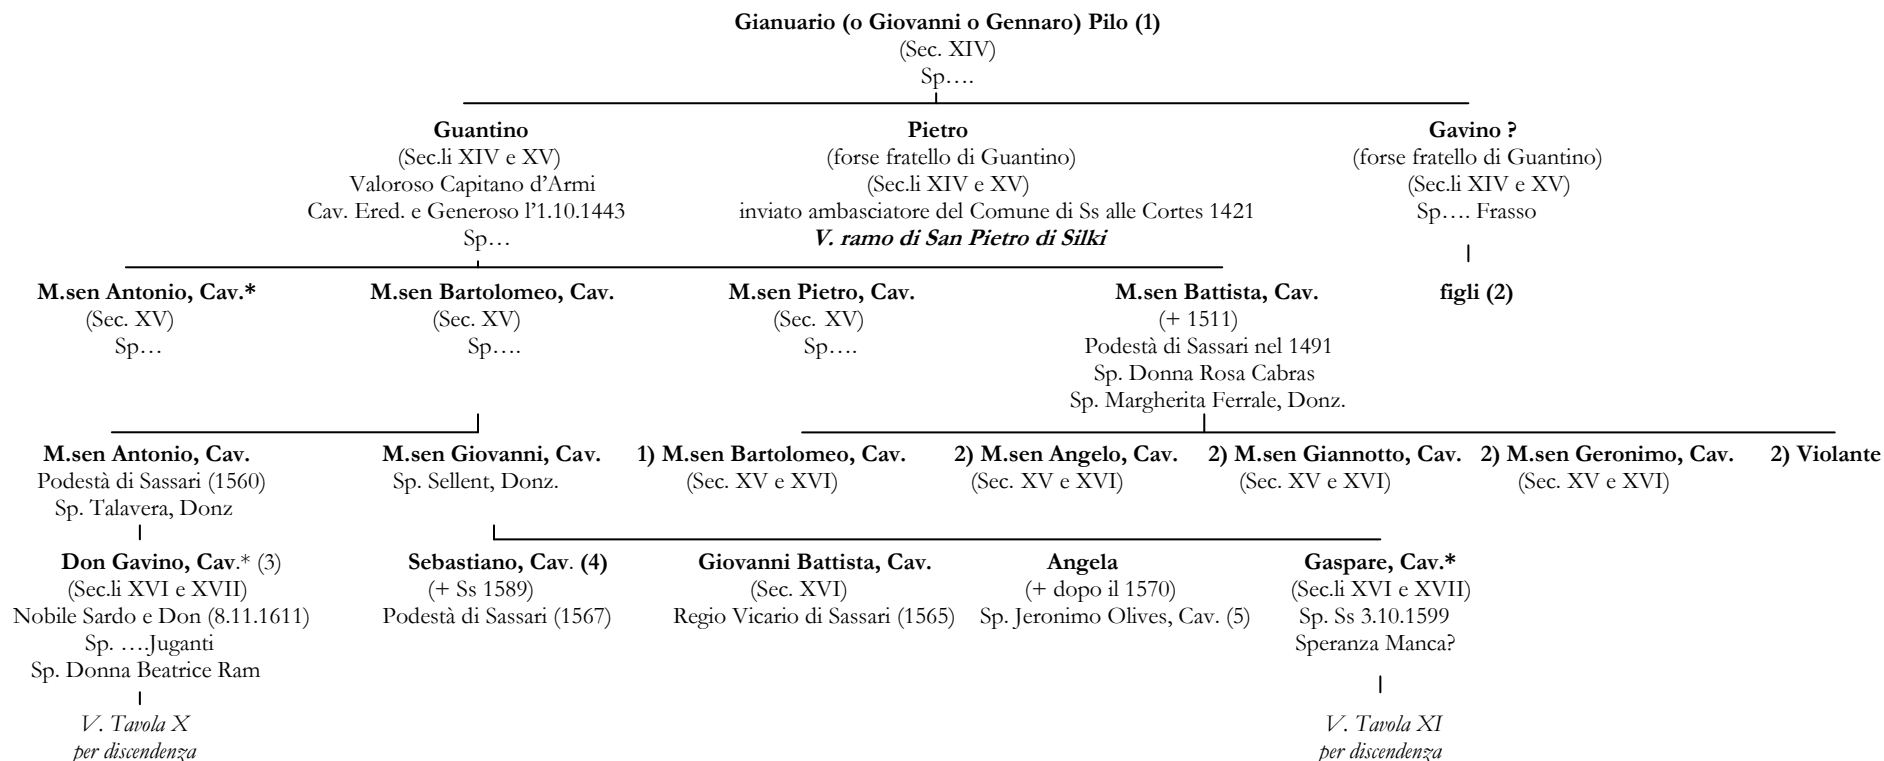 Gianuario (o Giovanni o Gennaro) Pilo (1)
(Sec. XIV)
Sp….
Guantino
(Sec.li XIV e XV)
Valoroso Capitano d’Armi
Cav. Ered. e Generoso l’1.10.1443
Sp…
Pietro
(forse fratello di Guantino)
(Sec.li XIV e XV)
inviato ambasciatore del Comune di Ss alle Cortes 1421
V. ramo di San Pietro di Silki
Gavino ?
(forse fratello di Guantino)
(Sec.li XIV e XV)
Sp…. Frasso
M.sen Antonio, Cav.*
(Sec. XV)
Sp…
M.sen Bartolomeo, Cav.
(Sec. XV)
Sp….
M.sen Pietro, Cav.
(Sec. XV)
Sp….
M.sen Battista, Cav.
(+ 1511)
Podestà di Sassari nel 1491
Sp. Donna Rosa Cabras
Sp. Margherita Ferrale, Donz.
figli (2)
M.sen Antonio, Cav.
Podestà di Sassari (1560)
Sp. Talavera, Donz
M.sen Giovanni, Cav.
Sp. Sellent, Donz.
1) M.sen Bartolomeo, Cav.
(Sec. XV e XVI)
2) M.sen Angelo, Cav.
(Sec. XV e XVI)
2) M.sen Giannotto, Cav.
(Sec. XV e XVI)
2) M.sen Geronimo, Cav.
(Sec. XV e XVI)
2) Violante
Don Gavino, Cav.* (3)
(Sec.li XVI e XVII)
Nobile Sardo e Don (8.11.1611)
Sp. ….Juganti
Sp. Donna Beatrice Ram
Sebastiano, Cav. (4)
(+ Ss 1589)
Podestà di Sassari (1567)
Giovanni Battista, Cav.
(Sec. XVI)
Regio Vicario di Sassari (1565)
Angela
(+ dopo il 1570)
Sp. Jeronimo Olives, Cav. (5)
Gaspare, Cav.*
(Sec.li XVI e XVII)
Sp. Ss 3.10.1599
Speranza Manca?
V. Tavola X
per discendenza
V. Tavola XI
per discendenza